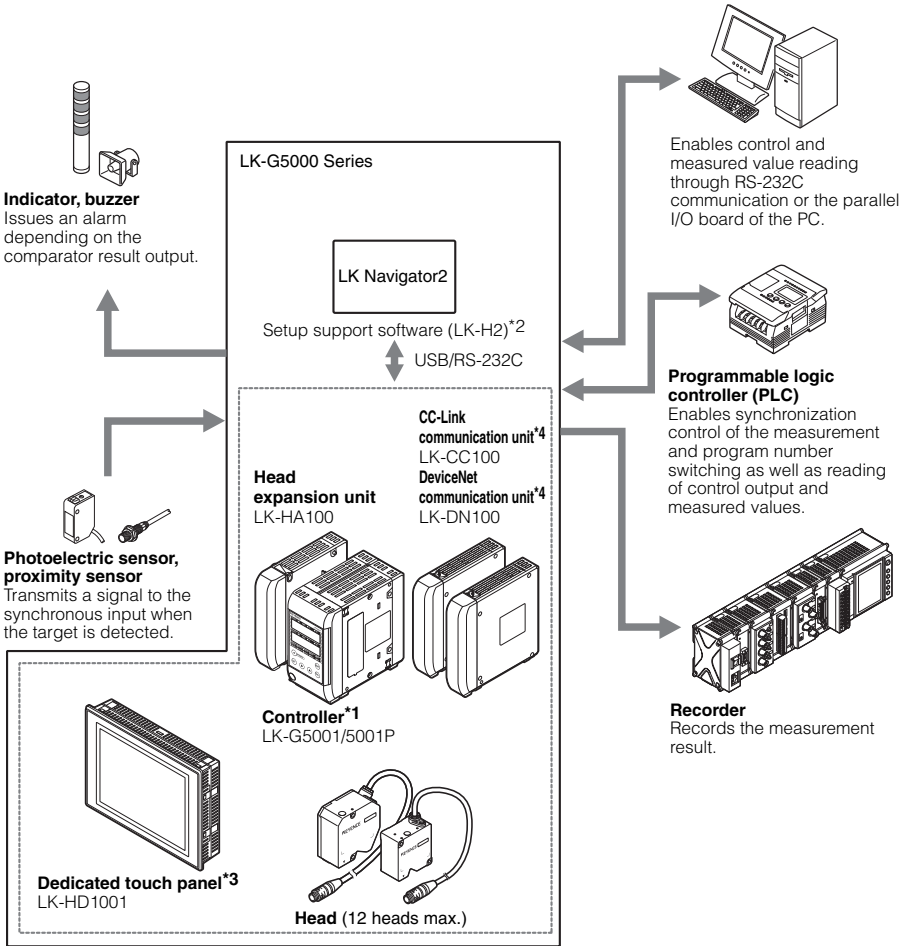 Indicator, buzzer
Issues an alarm
depending on the
comparator result output.
Photoelectric sensor,
proximity sensor
Transmits a signal to the
synchronous input when
the target is detected.
LK-G5000 Series
LK Navigator2
Setup support software (LK-H2)*2
USB/RS-232C
CC-Link
communication unit*4
LK-CC100
DeviceNet
communication unit*4
LK-DN100
Head
expansion unit
LK-HA100
Controller*1
LK-G5001/5001P
Dedicated touch panel*3
LK-HD1001
KEYENCE
KEYENCE
Head (12 heads max.)
Enables control and
measured value reading
through RS-232C
communication or the parallel
I/O board of the PC.
Programmable logic
controller (PLC)
Enables synchronization
control of the measurement
and program number
switching as well as reading
of control output and
measured values.
Recorder
Records the measurement
result.